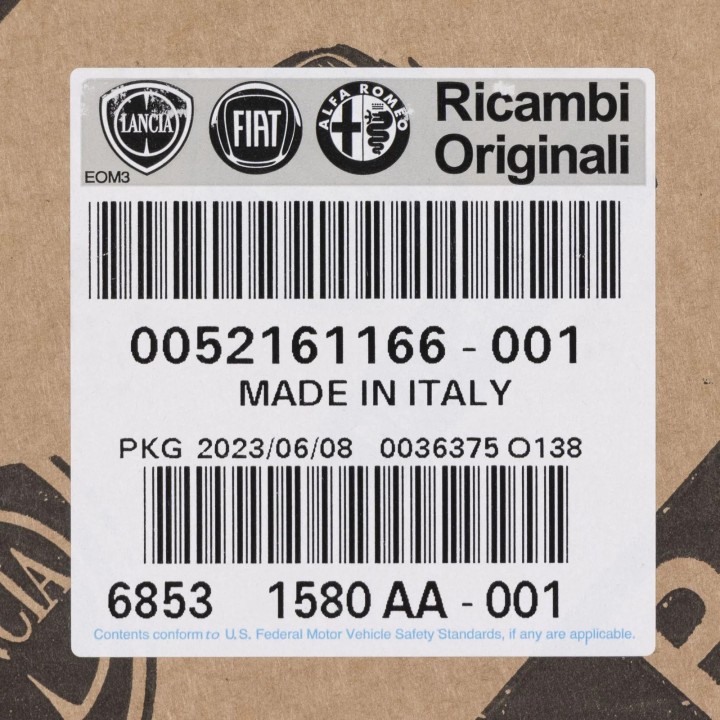 LANCIA FIAT ALFA ROMEO Ricambi
Originali
EOM3
0052161166 - 001
MADE IN ITALY
PKG 2023/06/08 0036375 O138
6853 1580 AA - 001
Contents conform to U.S. Federal Motor Vehicle Safety Standards, if any are applicable.